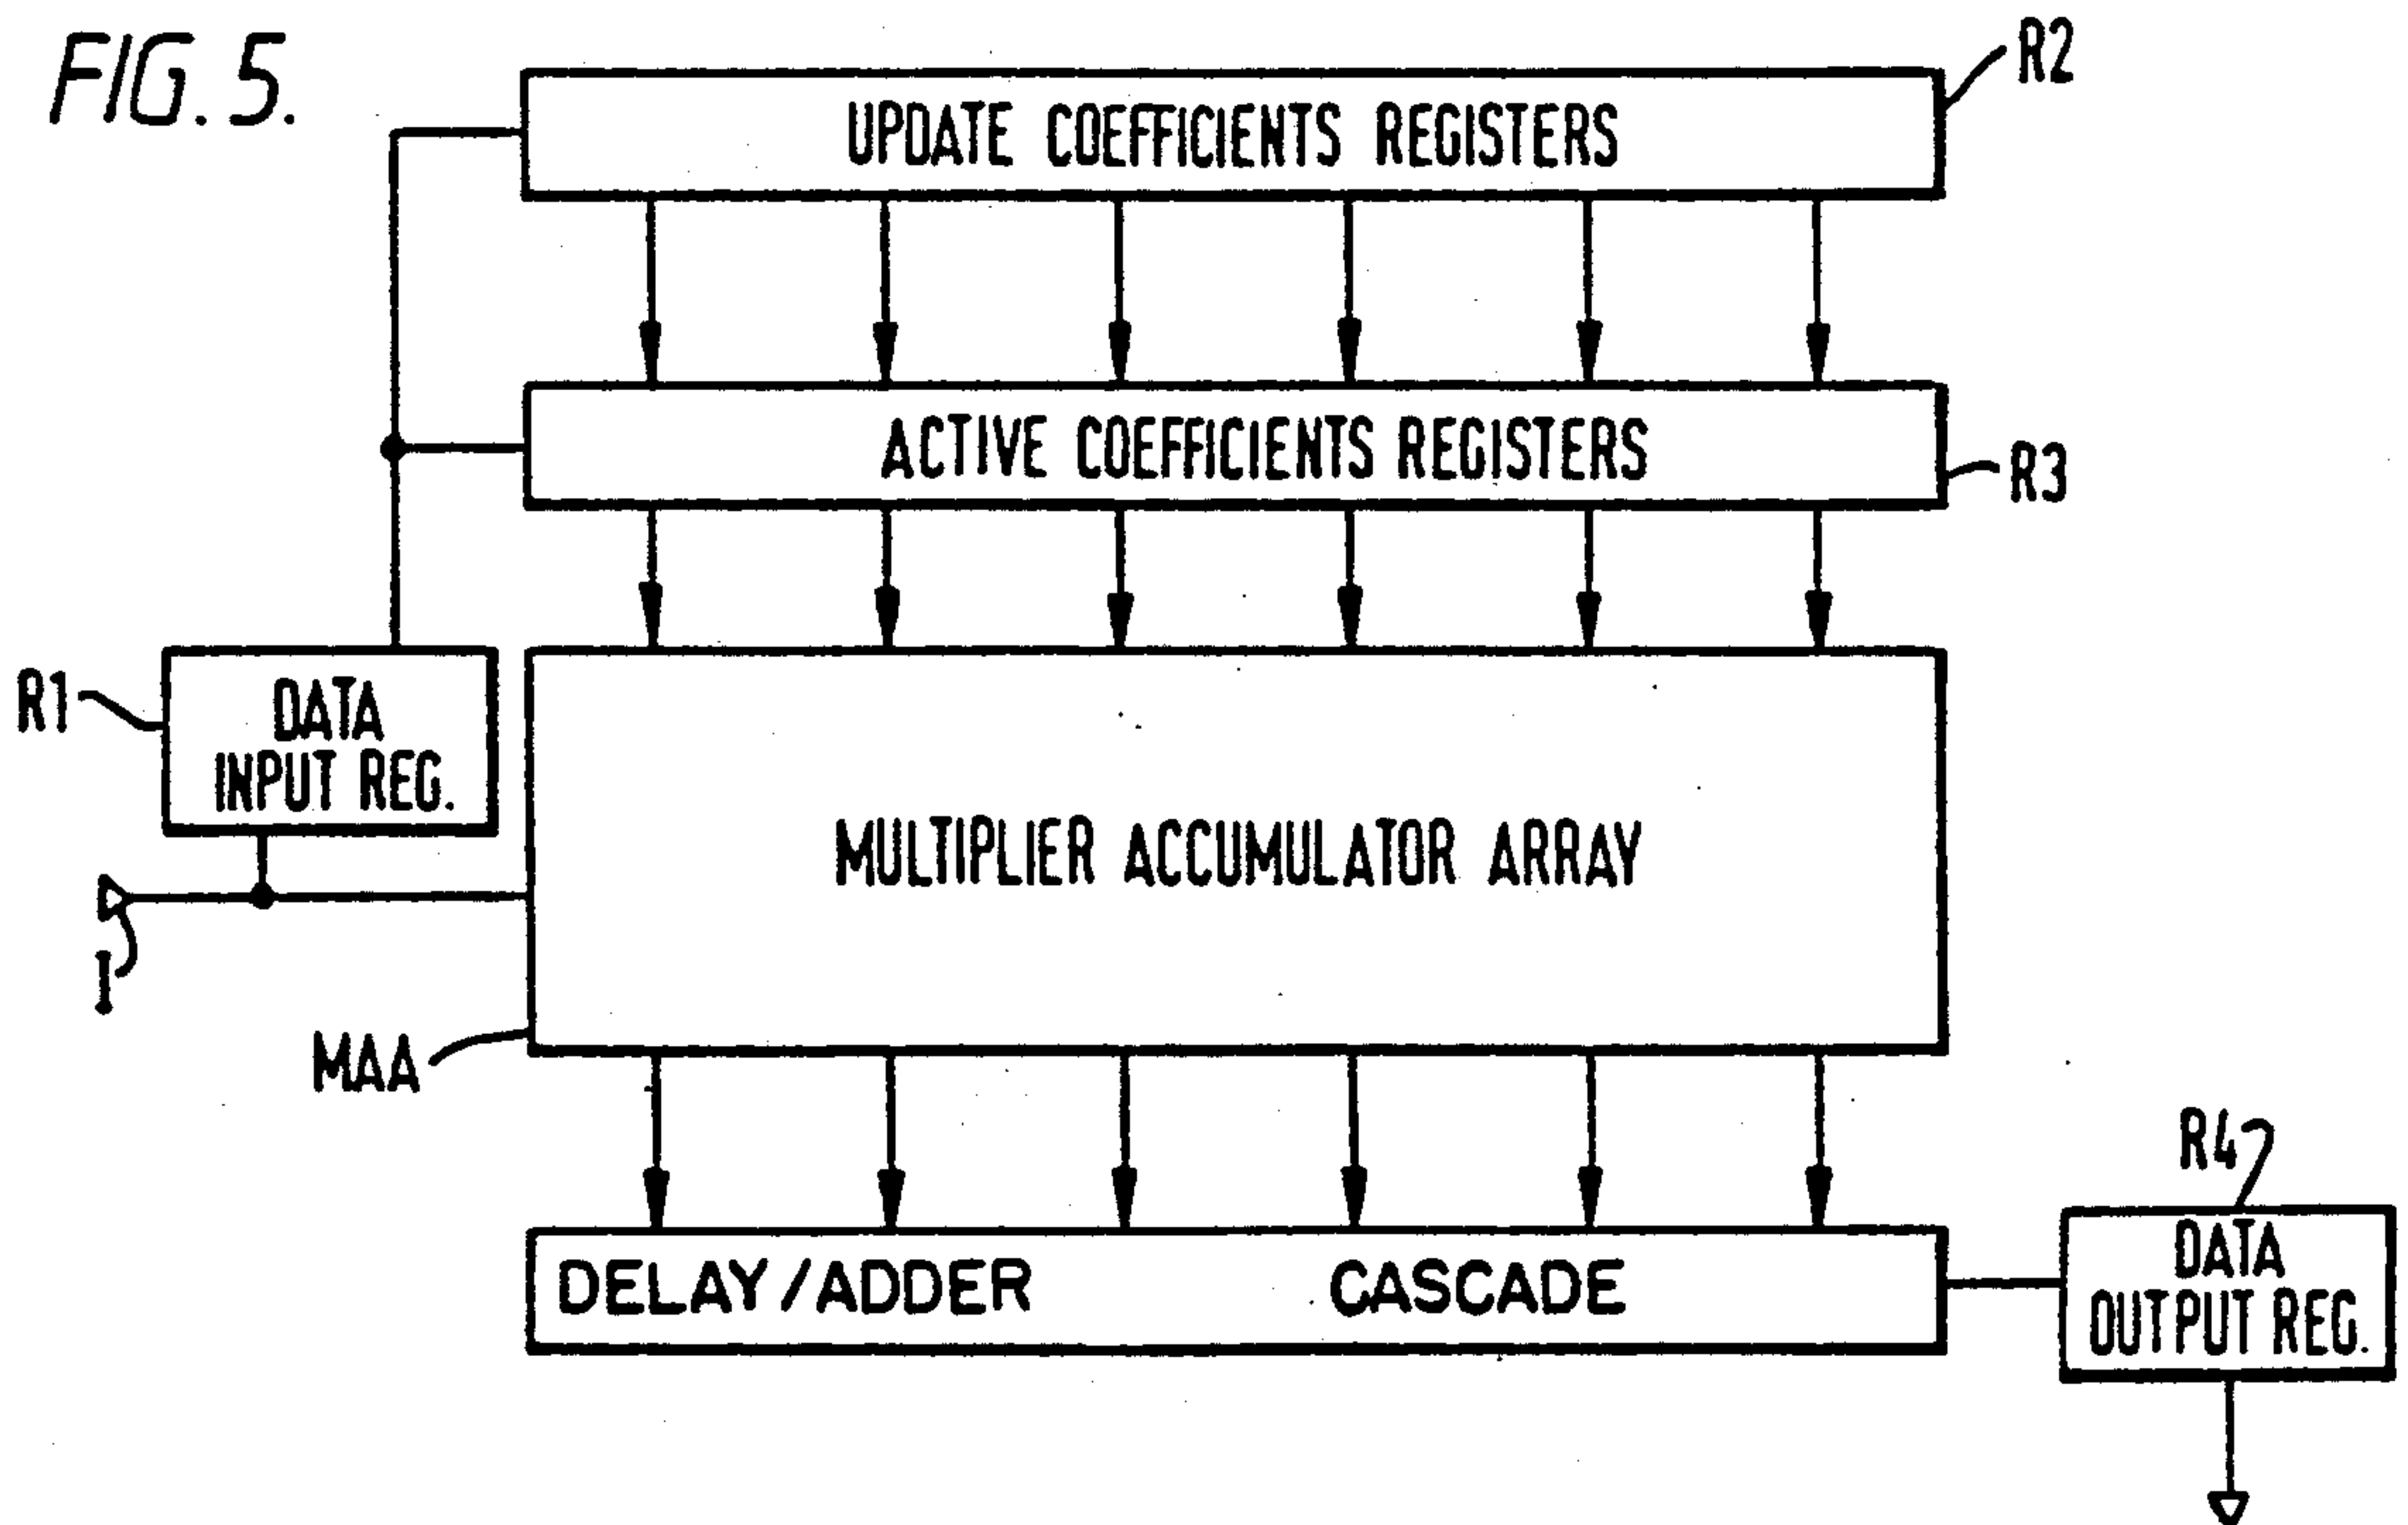 FIG. 5.
R2
UPDATE COEFFICIENTS REGISTERS
ACTIVE COEFFICIENTS REGISTERS
R3
R1
DATA
INPUT REG.
MULTIPLIER ACCUMULATOR ARRAY
I
MAA
R4
DELAY/ADDER CASCADE
DATA
OUTPUT REG.